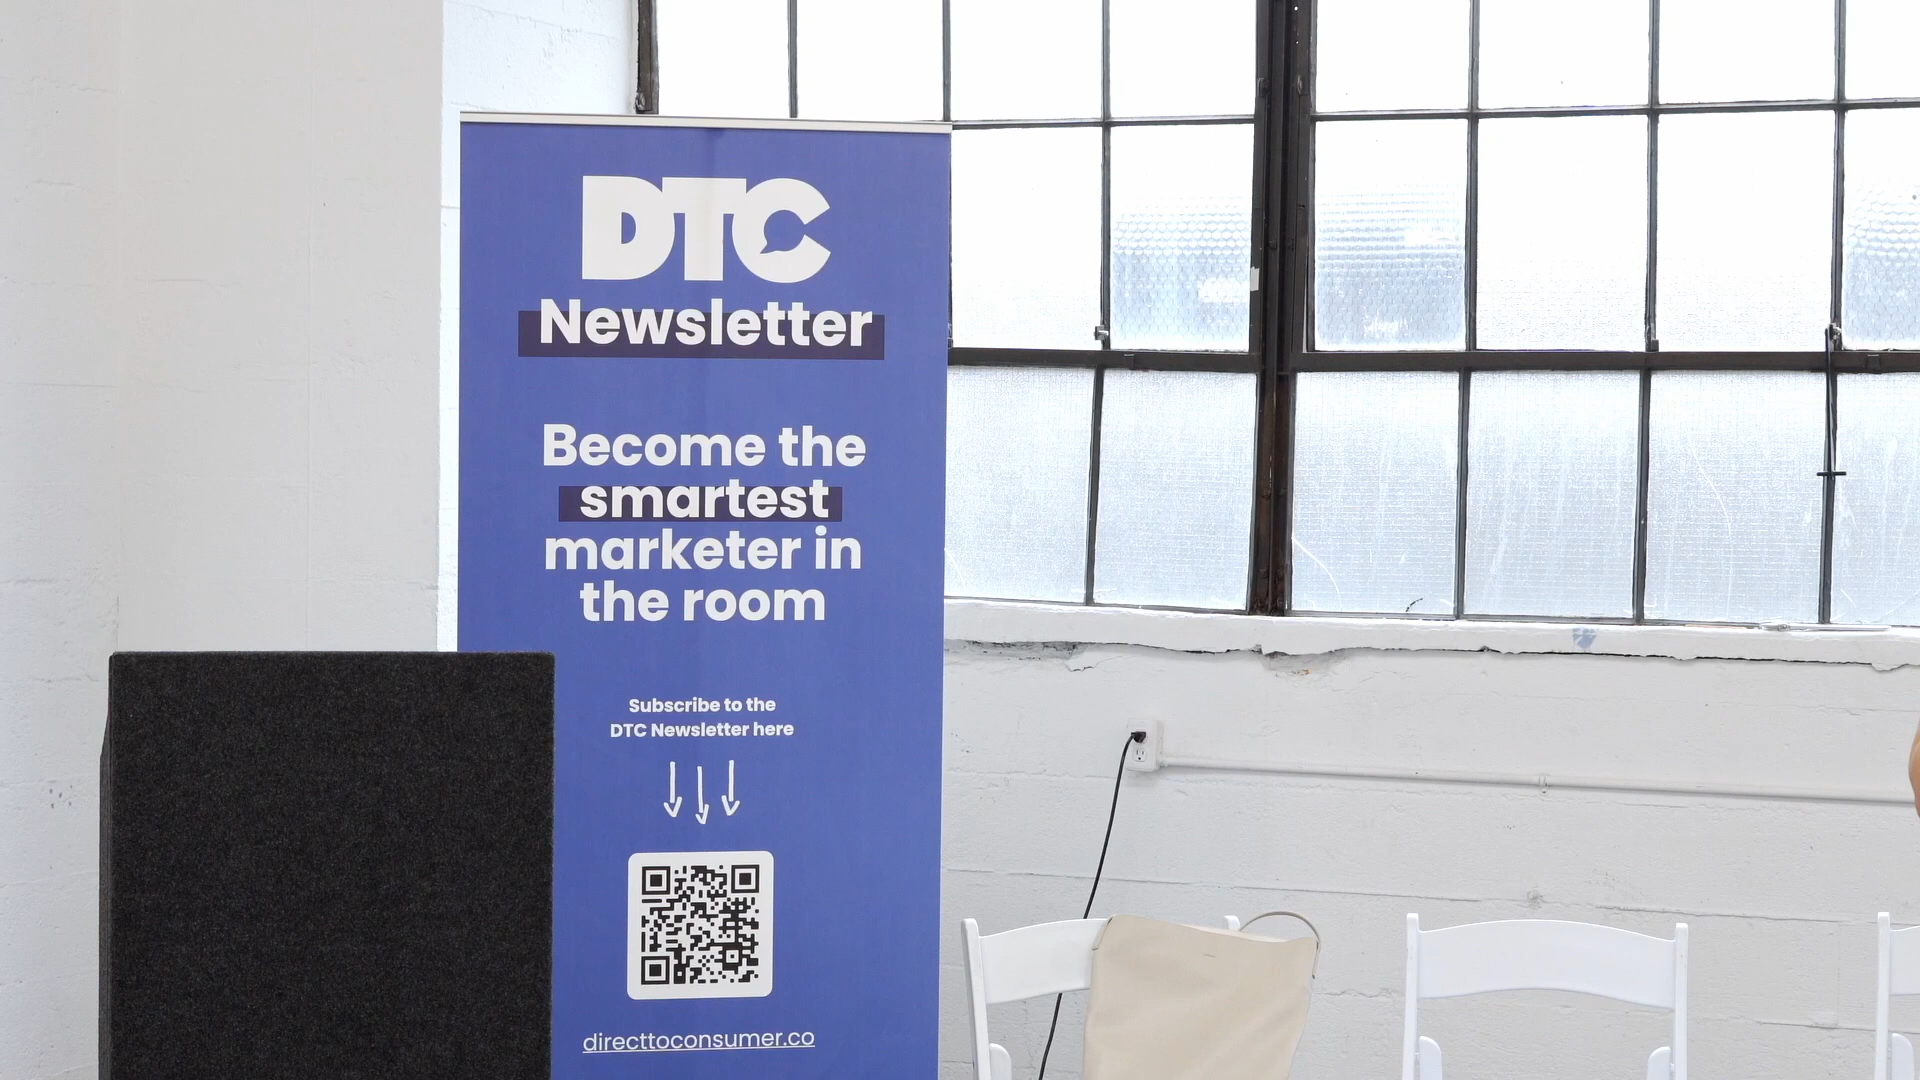 DTC
Newsletter
Become the
smartest
marketer in
the room
Subscribe to the
DTC Newsletter here
directtoconsumer.co